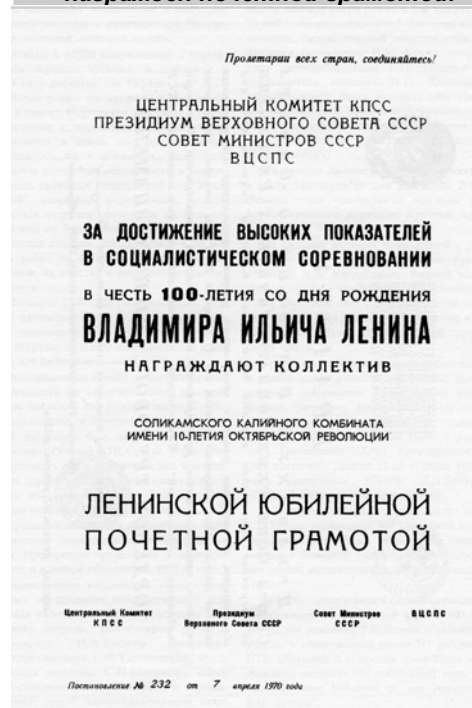 награжден почетной грамотой.
Пролетарии всех стран, соединяйтесь!
ЦЕНТРАЛЬНЫЙ КОМИТЕТ КПСС
ПРЕЗИДИУМ ВЕРХОВНОГО СОВЕТА СССР
СОВЕТ МИНИСТРОВ СССР
ВЦСПС
ЗА ДОСТИЖЕНИЕ ВЫСОКИХ ПОКАЗАТЕЛЕЙ
В СОЦИАЛИСТИЧЕСКОМ СОРЕВНОВАНИИ
В ЧЕСТЬ 100-ЛЕТИЯ СО ДНЯ РОЖДЕНИЯ
ВЛАДИМИРА ИЛЬИЧА ЛЕНИНА
НАГРАЖДАЮТ КОЛЛЕКТИВ
СОЛИКАМСКОГО КАЛИЙНОГО КОМБИНАТА
ИМЕНИ 10-ЛЕТИЯ ОКТЯБРЬСКОЙ РЕВОЛЮЦИИ
ЛЕНИНСКОЙ ЮБИЛЕЙНОЙ
ПОЧЕТНОЙ ГРАМОТОЙ
Центральный Комитет Президиум Совет Министров ВЦСПС
КПСС Верховного Совета СССР СССР
Постановление № 232 от 7 апреля 1970 года